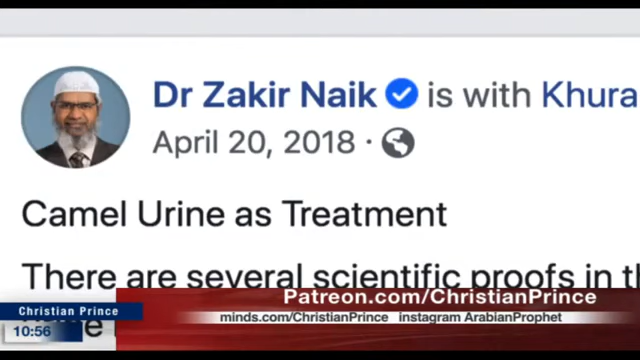 Dr Zakir Naik is with Khura
April 20, 2018 ·
Camel Urine as Treatment
There are several scientific proofs in th
Patreon.com/ChristianPrince
Christian Prince
minds.com/ChristianPrince instagram ArabianProphet
10:56